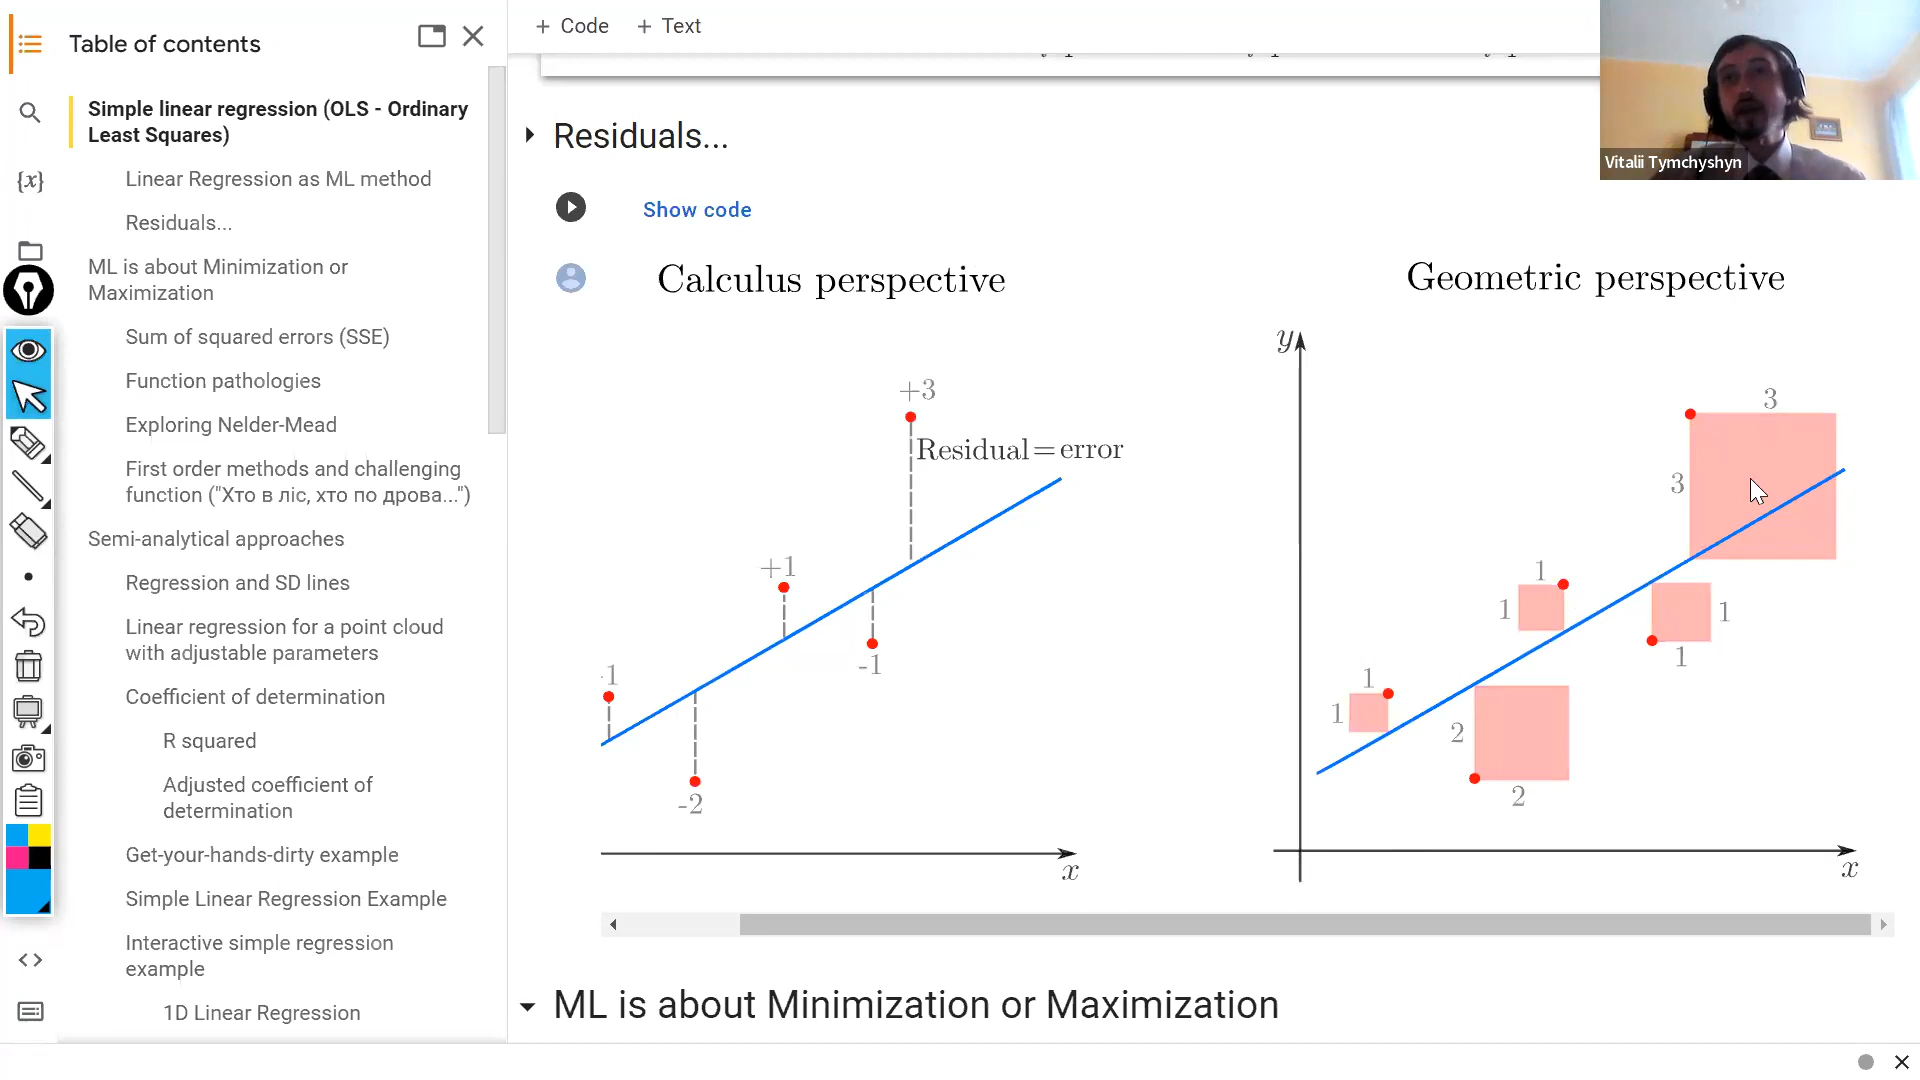 Table of contents
Simple linear regression (OLS - Ordinary
Least Squares)
Linear Regression as ML method
Residuals...
ML is about Minimization or
Maximization
Sum of squared errors (SSE)
Function pathologies
Exploring Nelder-Mead
First order methods and challenging
function ("Хто в ліс, хто по дрова...")
Semi-analytical approaches
Regression and SD lines
Linear regression for a point cloud
with adjustable parameters
Coefficient of determination
R squared
Adjusted coefficient of
determination
Get-your-hands-dirty example
Simple Linear Regression Example
Interactive simple regression
example
1D Linear Regression
{x}
+ Code + Text
Residuals...
Show code
Calculus perspective
+3
Residual=error
+1
-1
1
-2
x
Geometric perspective
y
3
3
1
1
1
1
1
1
2
2
x
ML is about Minimization or Maximization
Vitalii Tymchyshyn